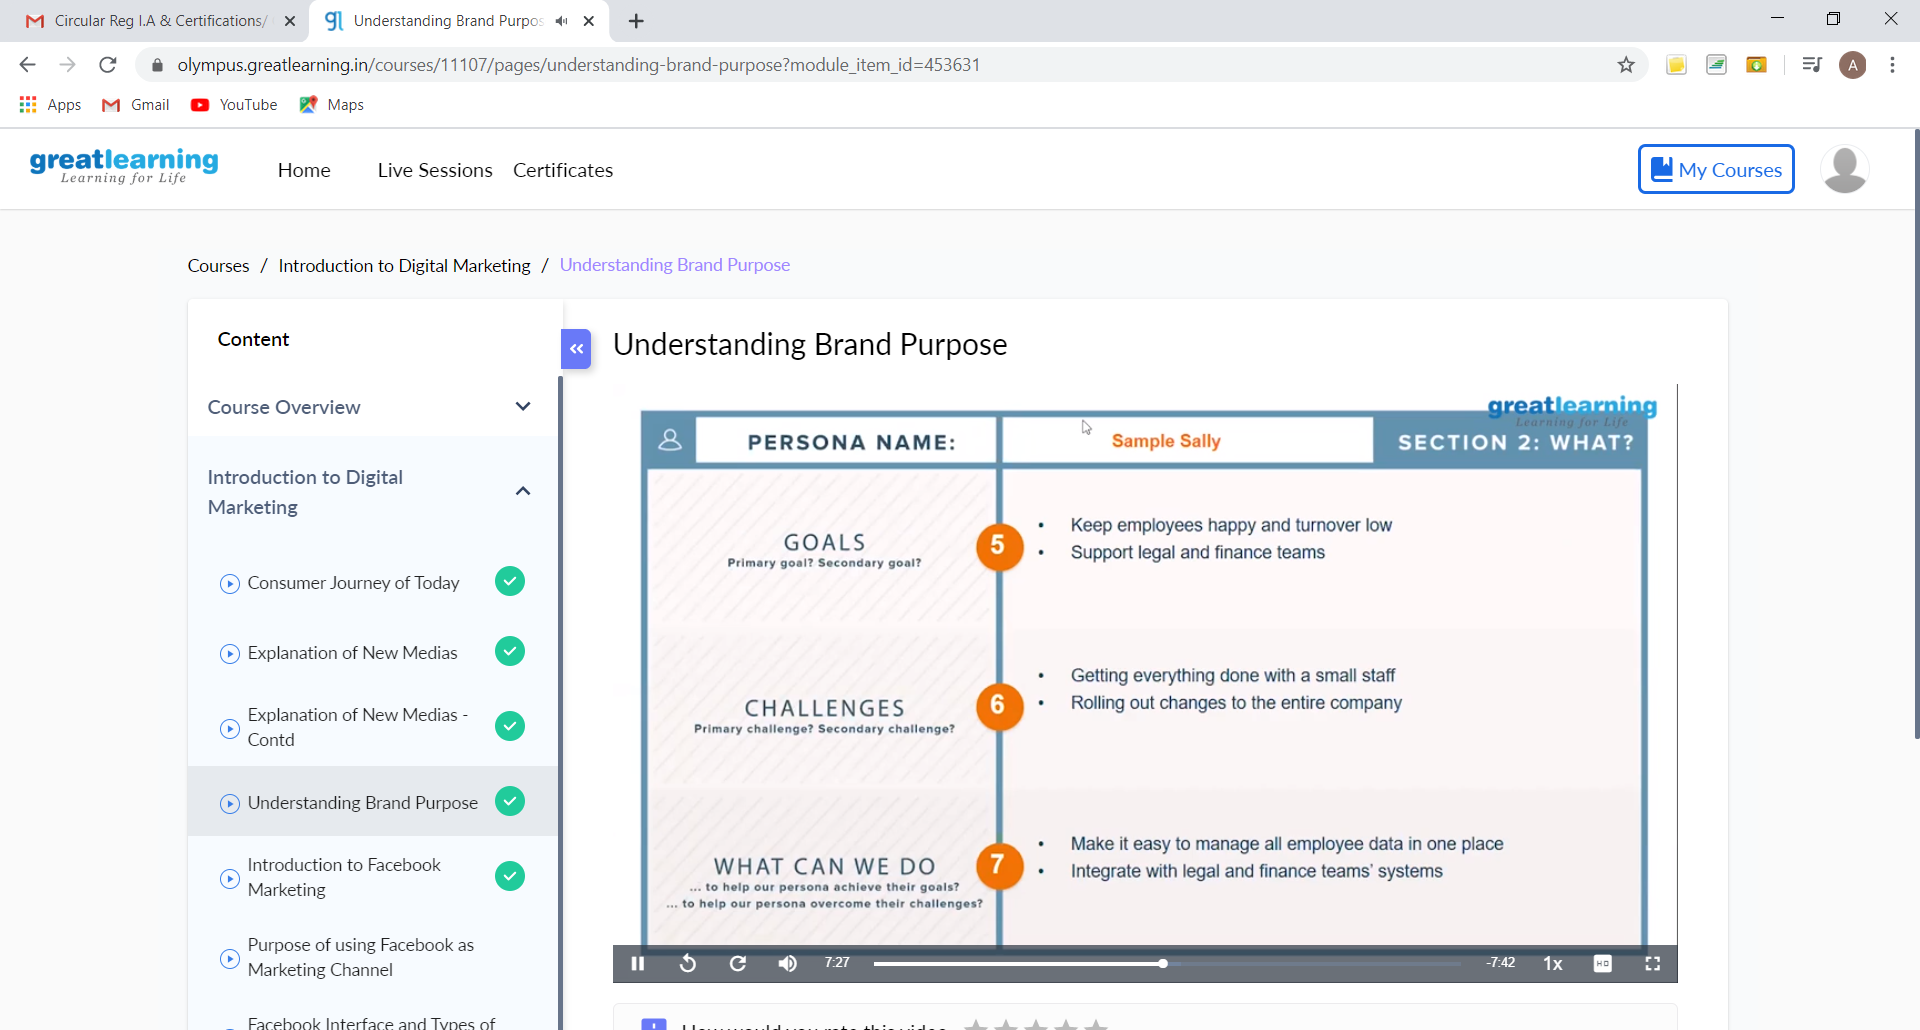 Circular Reg I.A & Certifications/
Understanding Brand Purpos
olympus.greatlearning.in/courses/11107/pages/understanding-brand-purpose?module_item_id=453631
A
Apps
Gmail
YouTube
Maps
greatlearning
Learning for Life
Home
Live Sessions
Certificates
My Courses
Courses / Introduction to Digital Marketing / Understanding Brand Purpose
Content
Course Overview
Introduction to Digital
Marketing
Consumer Journey of Today
Explanation of New Medias
Explanation of New Medias -
Contd
Understanding Brand Purpose
Introduction to Facebook
Marketing
Purpose of using Facebook as
Marketing Channel
Facebook Interface and Types of
Understanding Brand Purpose
greatlearning
Learning for Life
PERSONA NAME:
Sample Sally
SECTION 2: WHAT?
GOALS
Primary goal? Secondary goal?
5
• Keep employees happy and turnover low
• Support legal and finance teams
CHALLENGES
Primary challenge? Secondary challenge?
6
• Getting everything done with a small staff
• Rolling out changes to the entire company
WHAT CAN WE DO
... to help our persona achieve their goals?
... to help our persona overcome their challenges?
7
• Make it easy to manage all employee data in one place
• Integrate with legal and finance teams' systems
7:27
-7:42
1x
HD
How would you rate this video